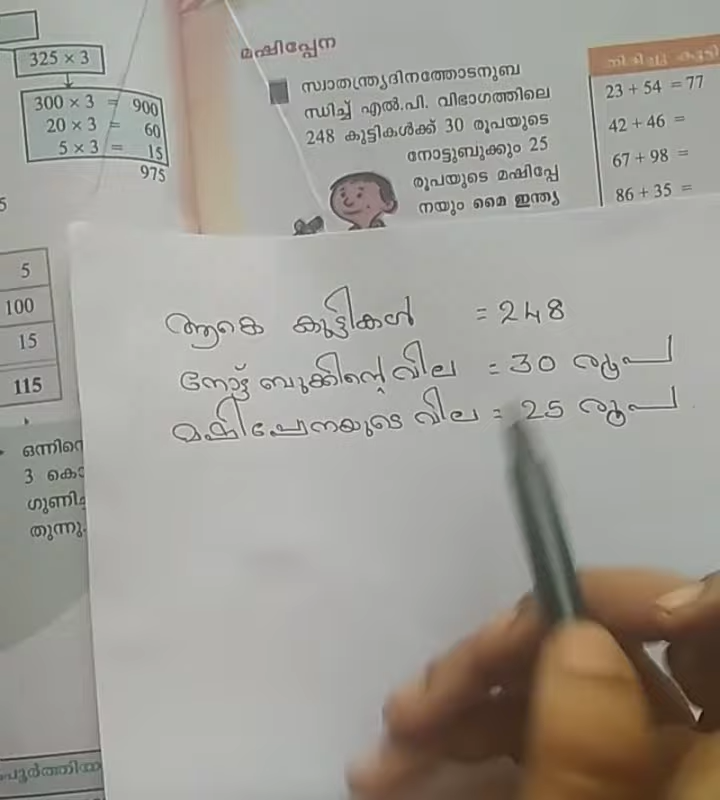 325 × 3
300 × 3 = 900
20 × 3 = 60
5 × 3 = 15
975
5
5
100
15
115
ഒന്നിനെ
3 കൊ
ഗുണിച്ച
തുന്നു.
മഷിപ്പേന
സ്വാതന്ത്ര്യദിനത്തോടനുബ
ന്ധിച്ച് എൽ.പി. വിഭാഗത്തിലെ
248 കുട്ടികൾക്ക് 30 രൂപയുടെ
നോട്ടുബുക്കും 25
രൂപയുടെ മഷിപ്പേ
നയും മൈ ഇന്ത്യ
23 + 54 = 77
42 + 46 =
67 + 98 =
86 + 35 =
ആകെ കുട്ടികൾ = 248
നോട്ട് ബുക്കിന്റെ വില = 30 രൂപ
മഷിപ്പേനയുടെ വില = 25 രൂപ